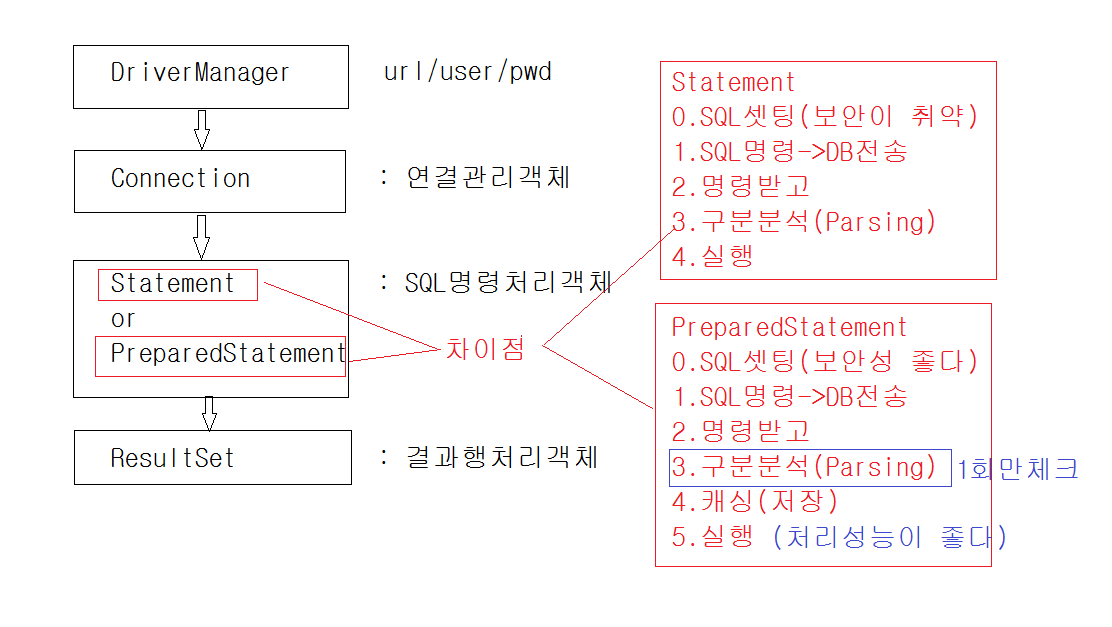 DriverManager
url/user/pwd
Connection
: 연결관리객체
Statement
or
PreparedStatement
: SQL명령처리객체
차이점
ResultSet
: 결과행처리객체
Statement
0.SQL셋팅(보안이 취약)
1.SQL명령->DB전송
2.명령받고
3.구분분석(Parsing)
4.실행
PreparedStatement
0.SQL셋팅(보안성 좋다)
1.SQL명령->DB전송
2.명령받고
3.구분분석(Parsing) 1회만체크
4.캐싱(저장)
5.실행 (처리성능이 좋다)